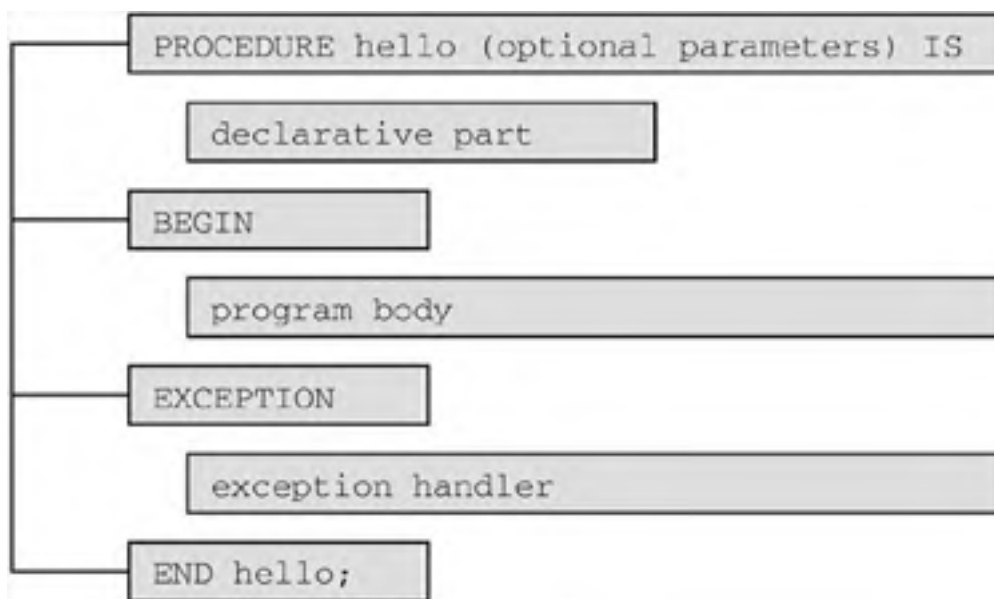 PROCEDURE hello (optional parameters) IS
declarative part
BEGIN
program body
EXCEPTION
exception handler
END hello;